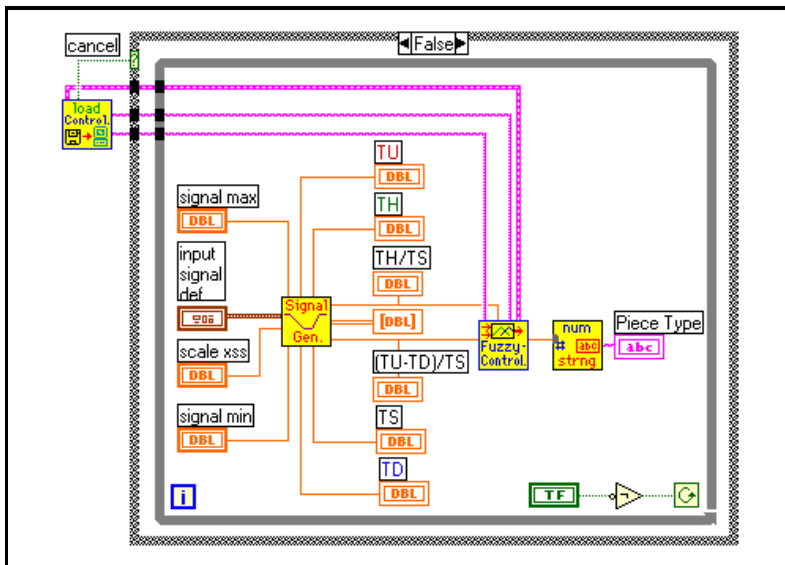 cancel
False
?
load
Control.
TU
DBL
signal max
DBL
TH
DBL
input
signal
def
TH/TS
DBL
Signal
Gen.
[DBL]
Fuzzy-
Control.
num
# abc
strng
Piece Type
abc
scale xss
DBL
(TU-TD)/TS
DBL
signal min
DBL
TS
DBL
TD
DBL
i
TF